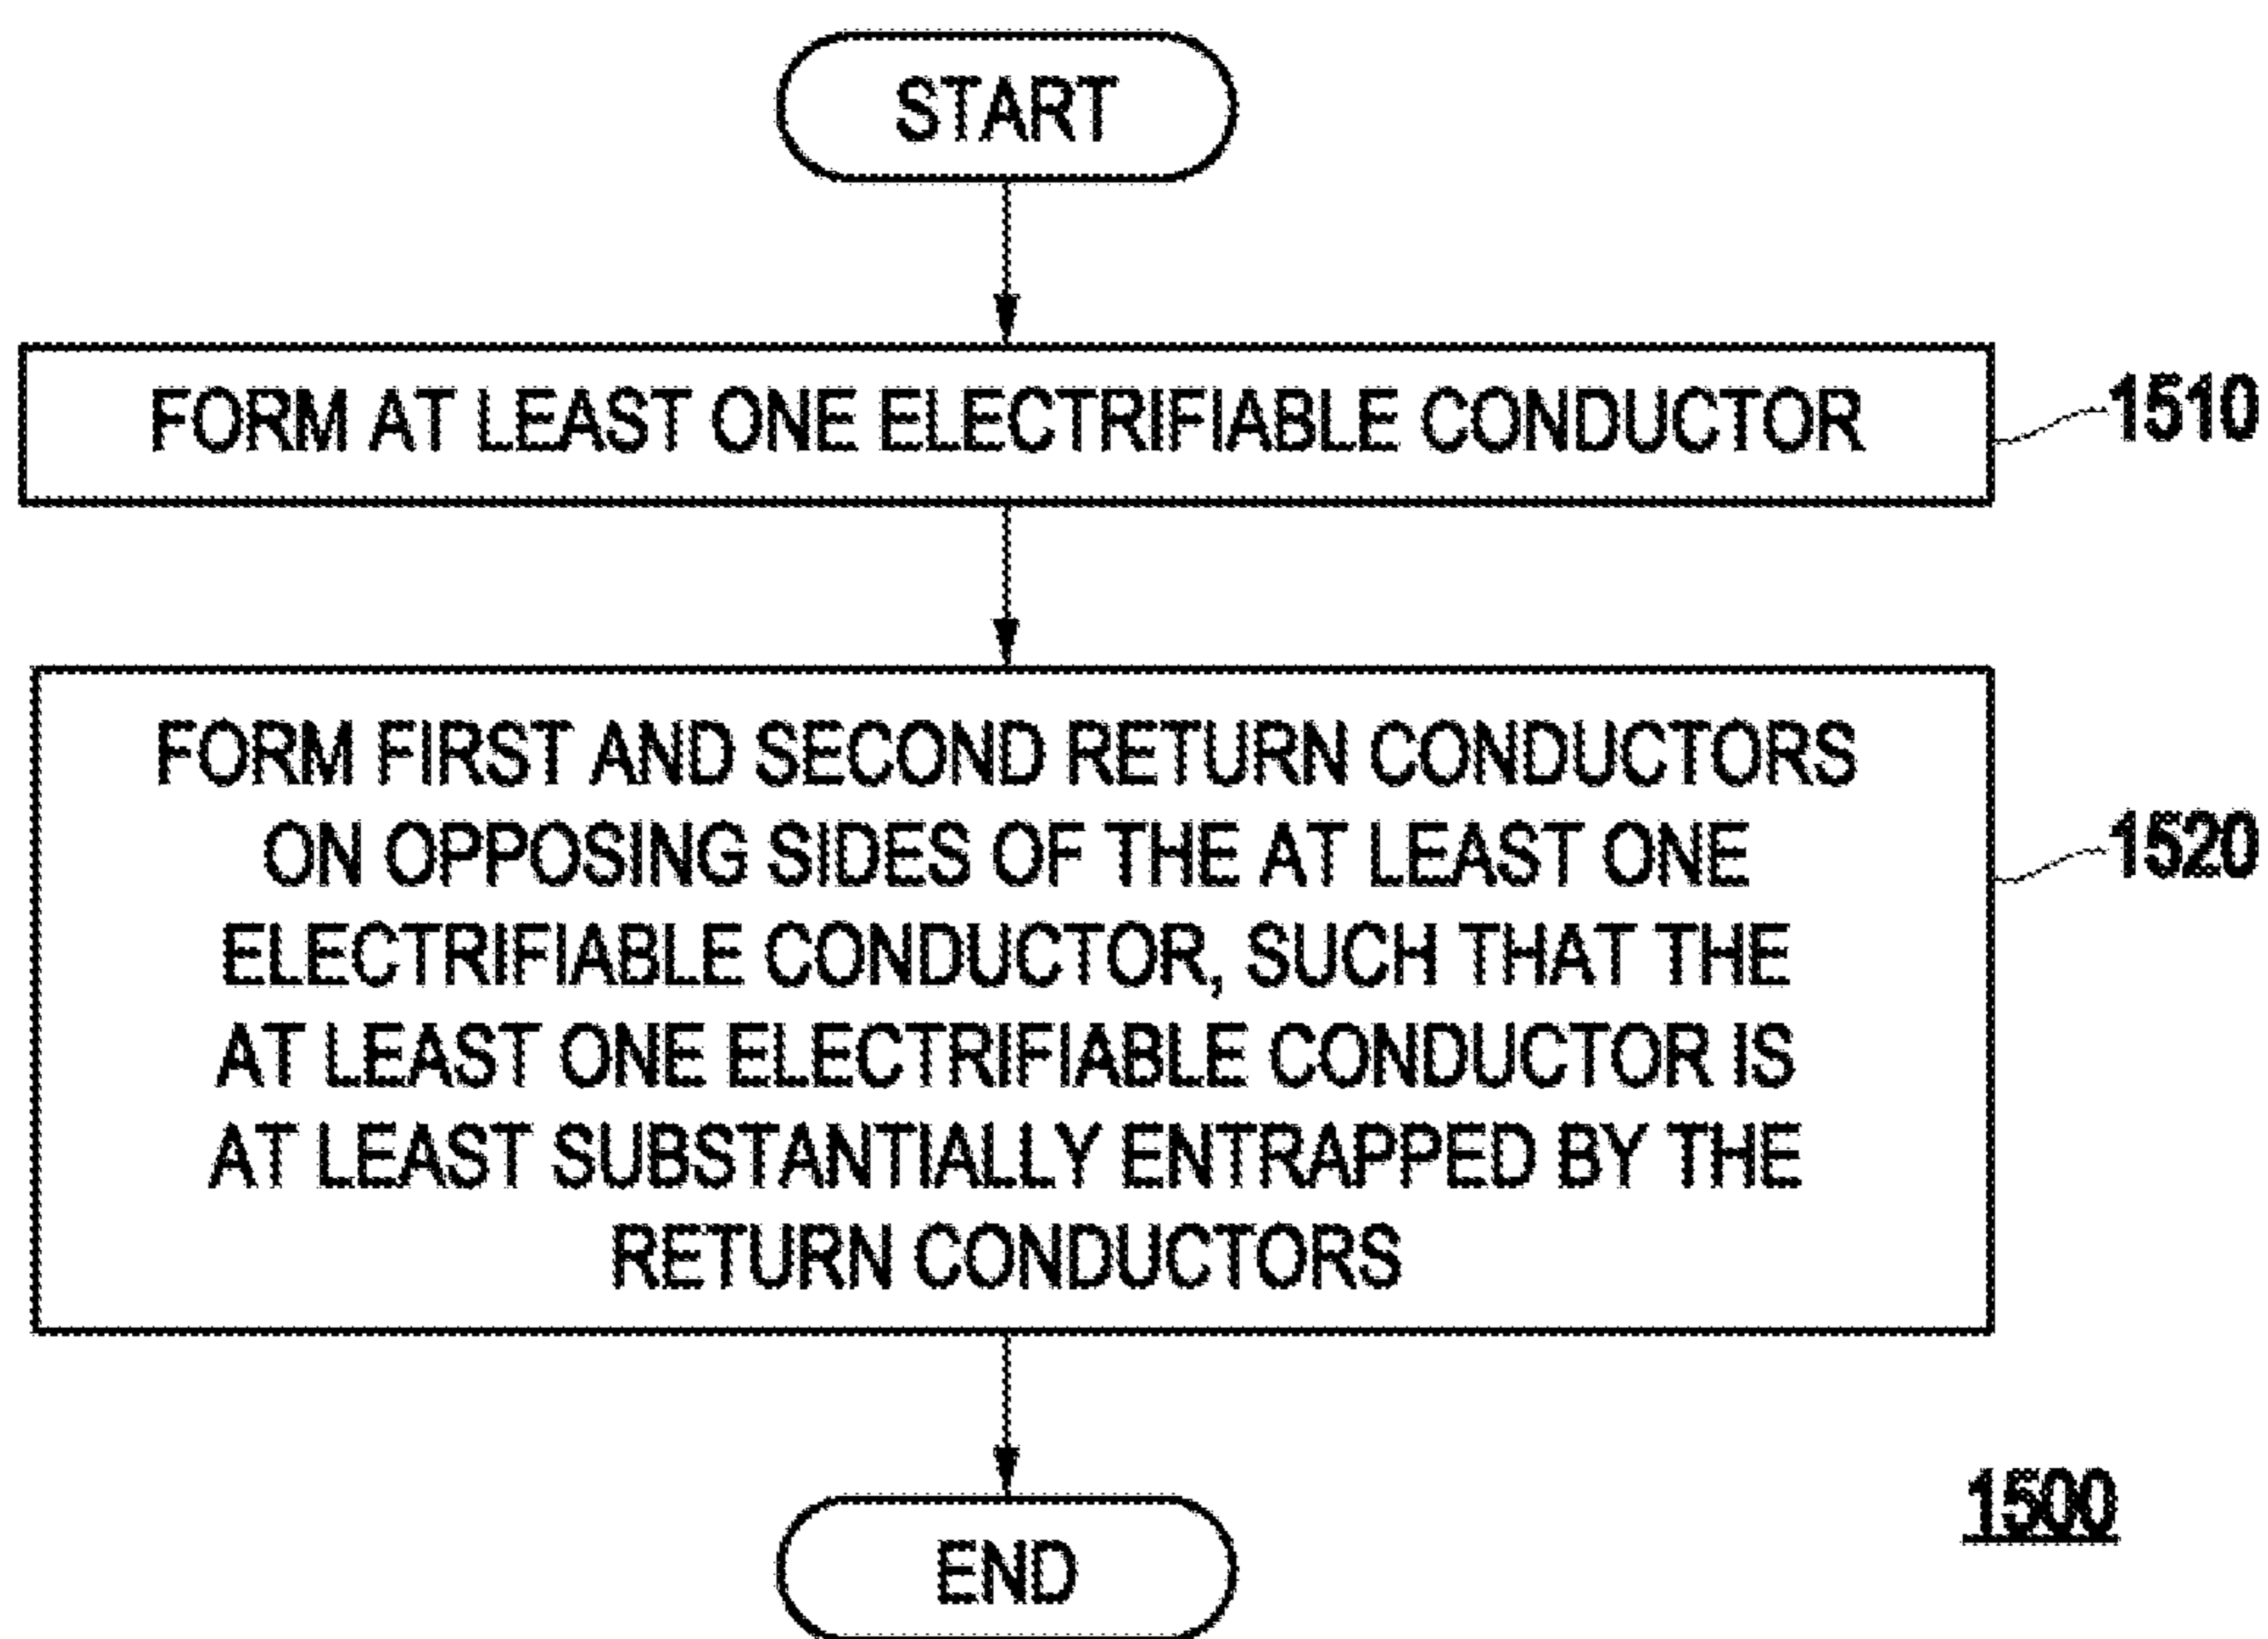 START
FORM AT LEAST ONE ELECTRIFIABLE CONDUCTOR
1510
FORM FIRST AND SECOND RETURN CONDUCTORS
ON OPPOSING SIDES OF THE AT LEAST ONE
ELECTRIFIABLE CONDUCTOR, SUCH THAT THE
AT LEAST ONE ELECTRIFIABLE CONDUCTOR IS
AT LEAST SUBSTANTIALLY ENTRAPPED BY THE
RETURN CONDUCTORS
1520
END
1500